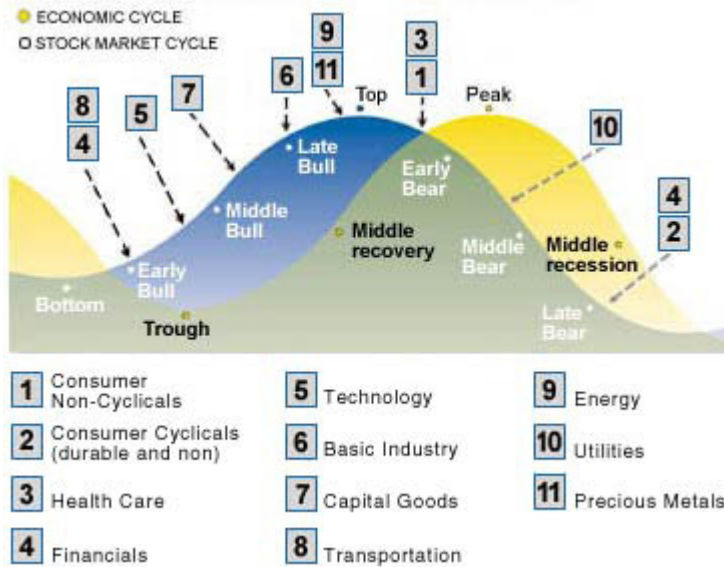 ECONOMIC CYCLE
STOCK MARKET CYCLE
9
3
6
11
1
Top
Peak
8
7
5
4
10
Late
Bull
Early
Bear
4
Middle
Bull
2
Middle
recovery
Middle
Bear
Middle
recession
Early
Bull
Bottom
Trough
Late
Bear
1 Consumer
Non-Cyclicals
2 Consumer Cyclicals
(durable and non)
3 Health Care
4 Financials
5 Technology
6 Basic Industry
7 Capital Goods
8 Transportation
9 Energy
10 Utilities
11 Precious Metals